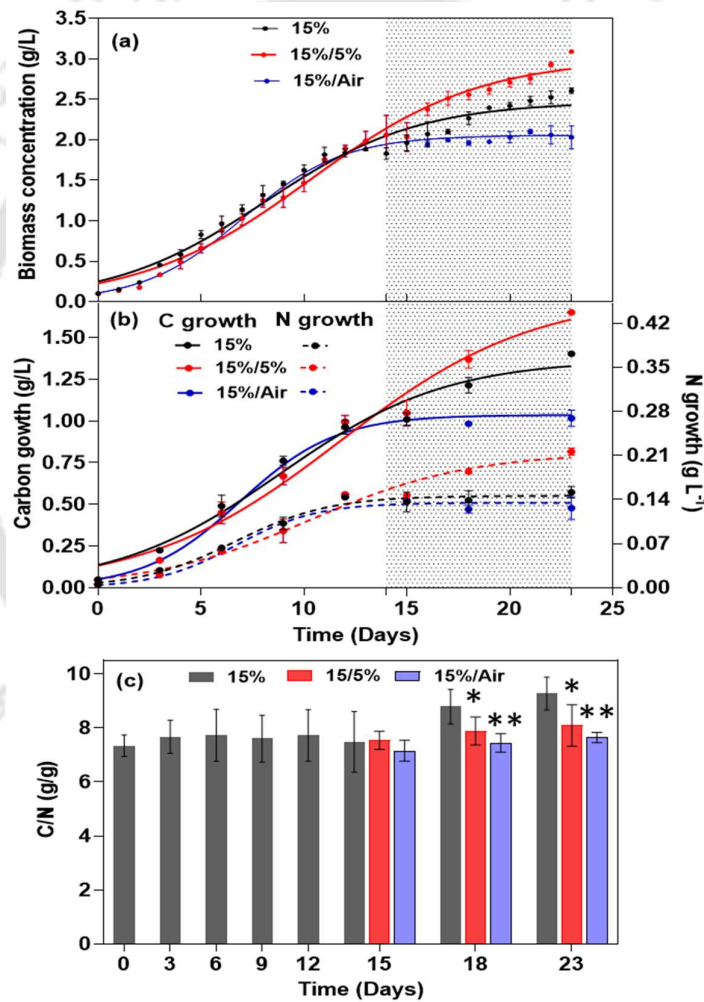 (a)
15%
15%/5%
15%/Air
Biomass concentration (g/L)
3.5
3.0
2.5
2.0
1.5
1.0
0.5
0.0
(b)
C growth
N growth
15%
15%/5%
15%/Air
Carbon gowth (g/L)
1.50
1.25
1.00
0.75
0.50
0.25
0.00
0.42
0.35
0.28
0.21
0.14
0.07
0.00
N growth (g L⁻¹)
0 5 10 15 20 25
Time (Days)
(c)
15%
15/5%
15%/Air
C/N (g/g)
10
8
6
4
2
0
* **
* **
0 3 6 9 12 15 18 23
Time (Days)